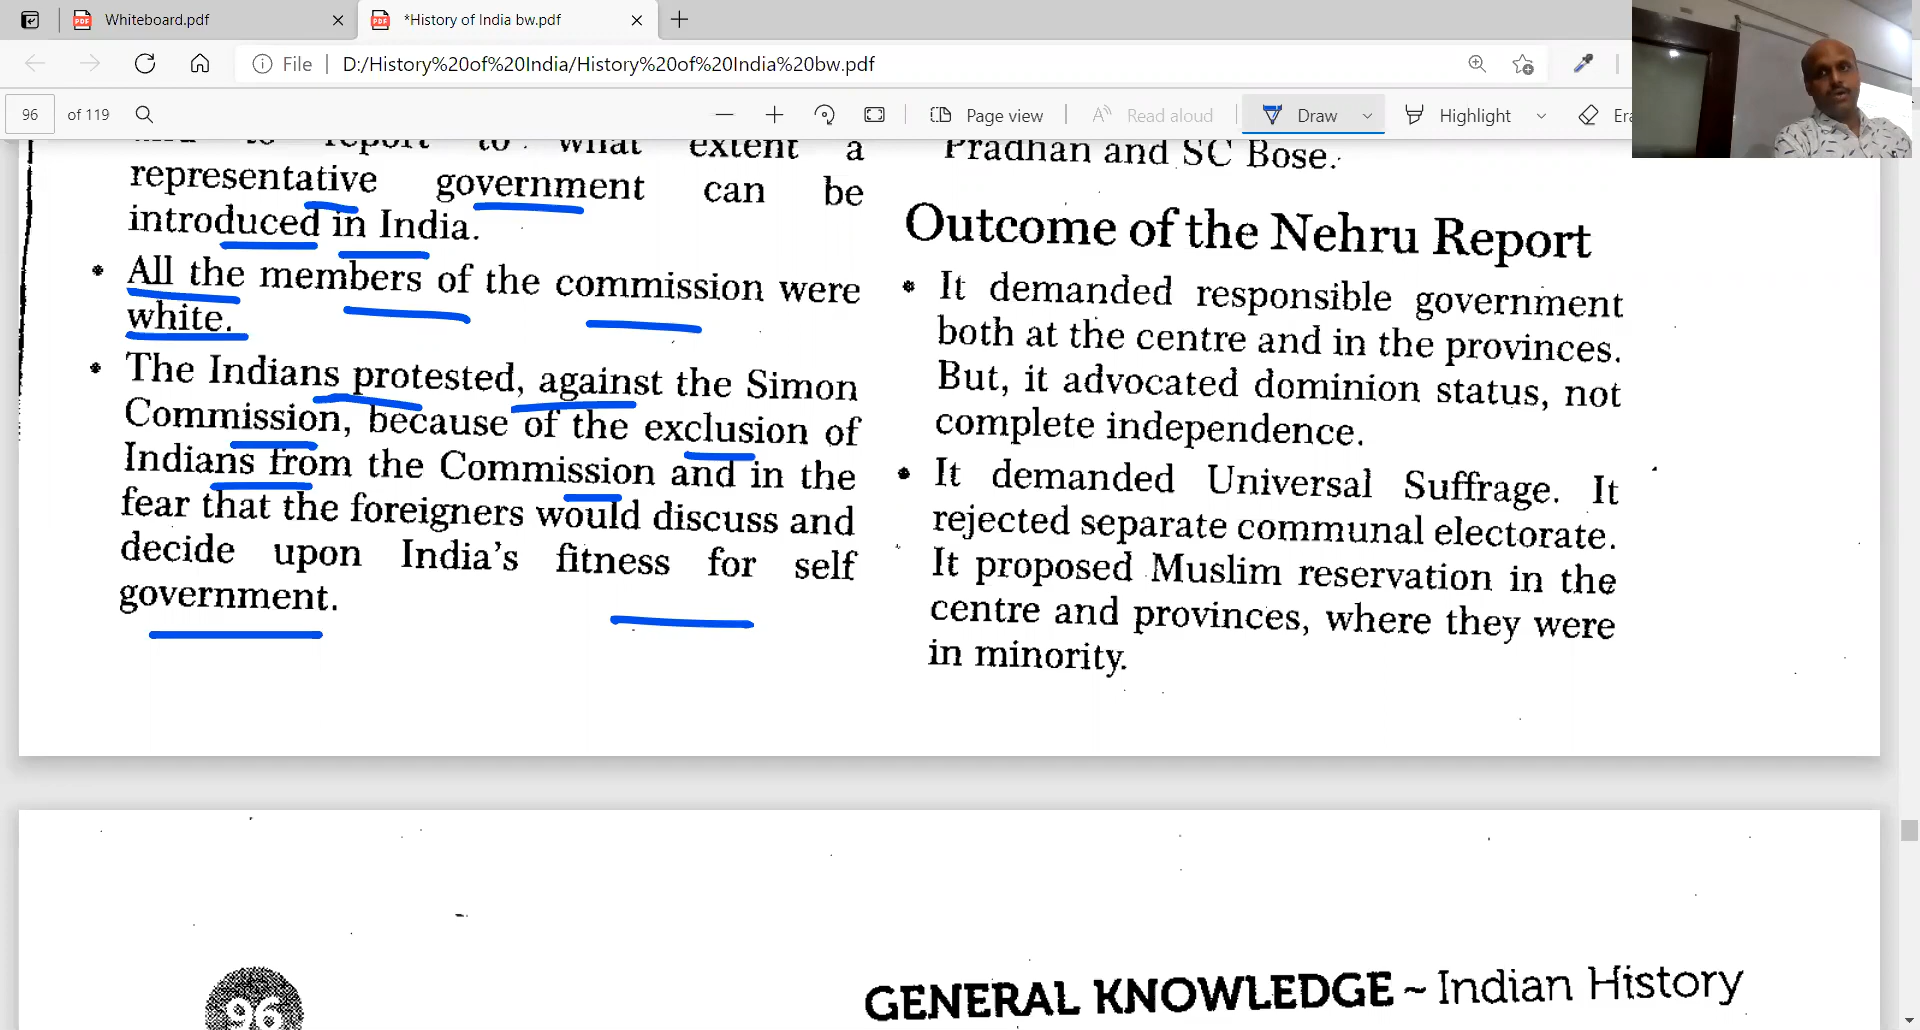 Whiteboard.pdf
*History of India bw.pdf
File
D:/History%20of%20India/History%20of%20India%20bw.pdf
96 of 119
Page view
Read aloud
Draw
Highlight
to report to what extent a
representative government can be
introduced in India.
• All the members of the commission were
white.
• The Indians protested, against the Simon
Commission, because of the exclusion of
Indians from the Commission and in the
fear that the foreigners would discuss and
decide upon India's fitness for self
government.
Pradhan and SC Bose.
Outcome of the Nehru Report
• It demanded responsible government
both at the centre and in the provinces.
But, it advocated dominion status, not
complete independence.
• It demanded Universal Suffrage. It
rejected separate communal electorate.
It proposed Muslim reservation in the
centre and provinces, where they were
in minority.
96
GENERAL KNOWLEDGE ~ Indian History